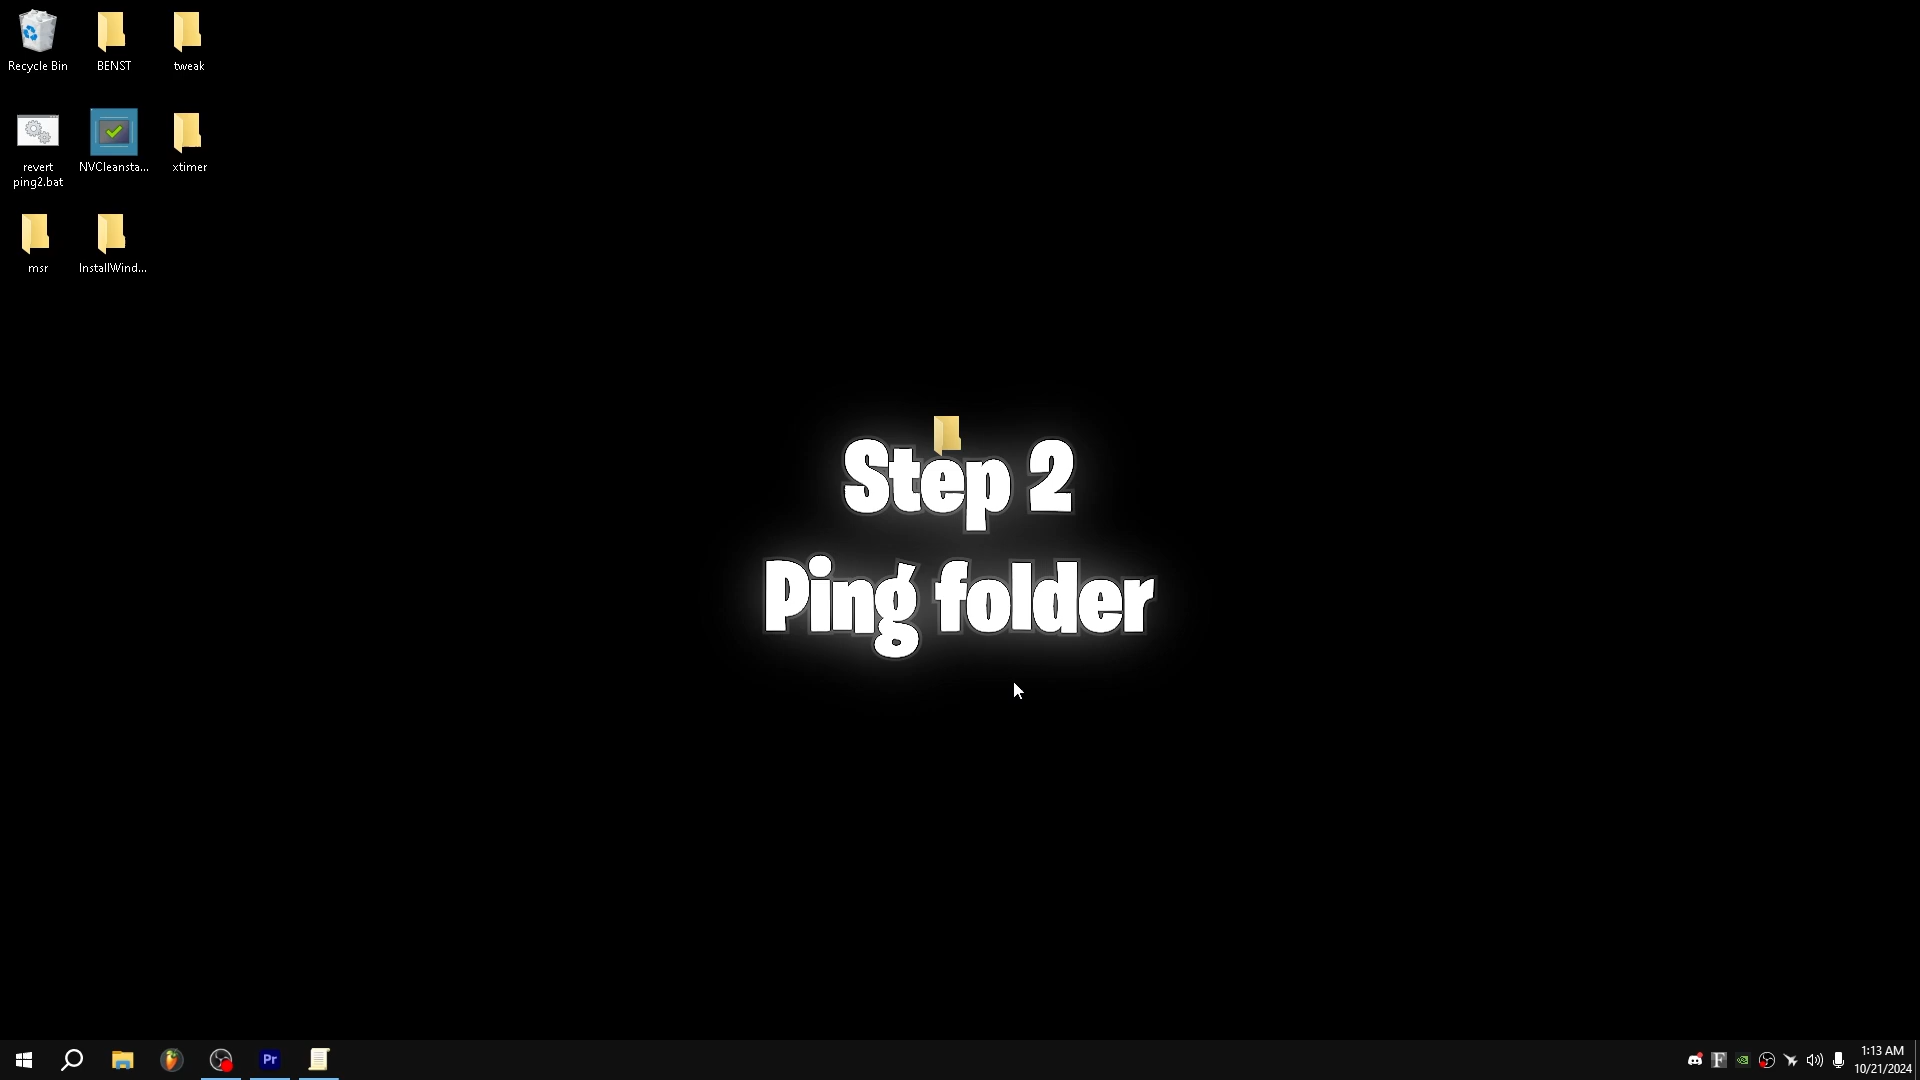 Recycle Bin
BENST
tweak
revert
ping2.bat
NVCleansta...
xtimer
msr
InstallWind...
Step 2
Ping folder
Pr
F
1:13 AM
10/21/2024